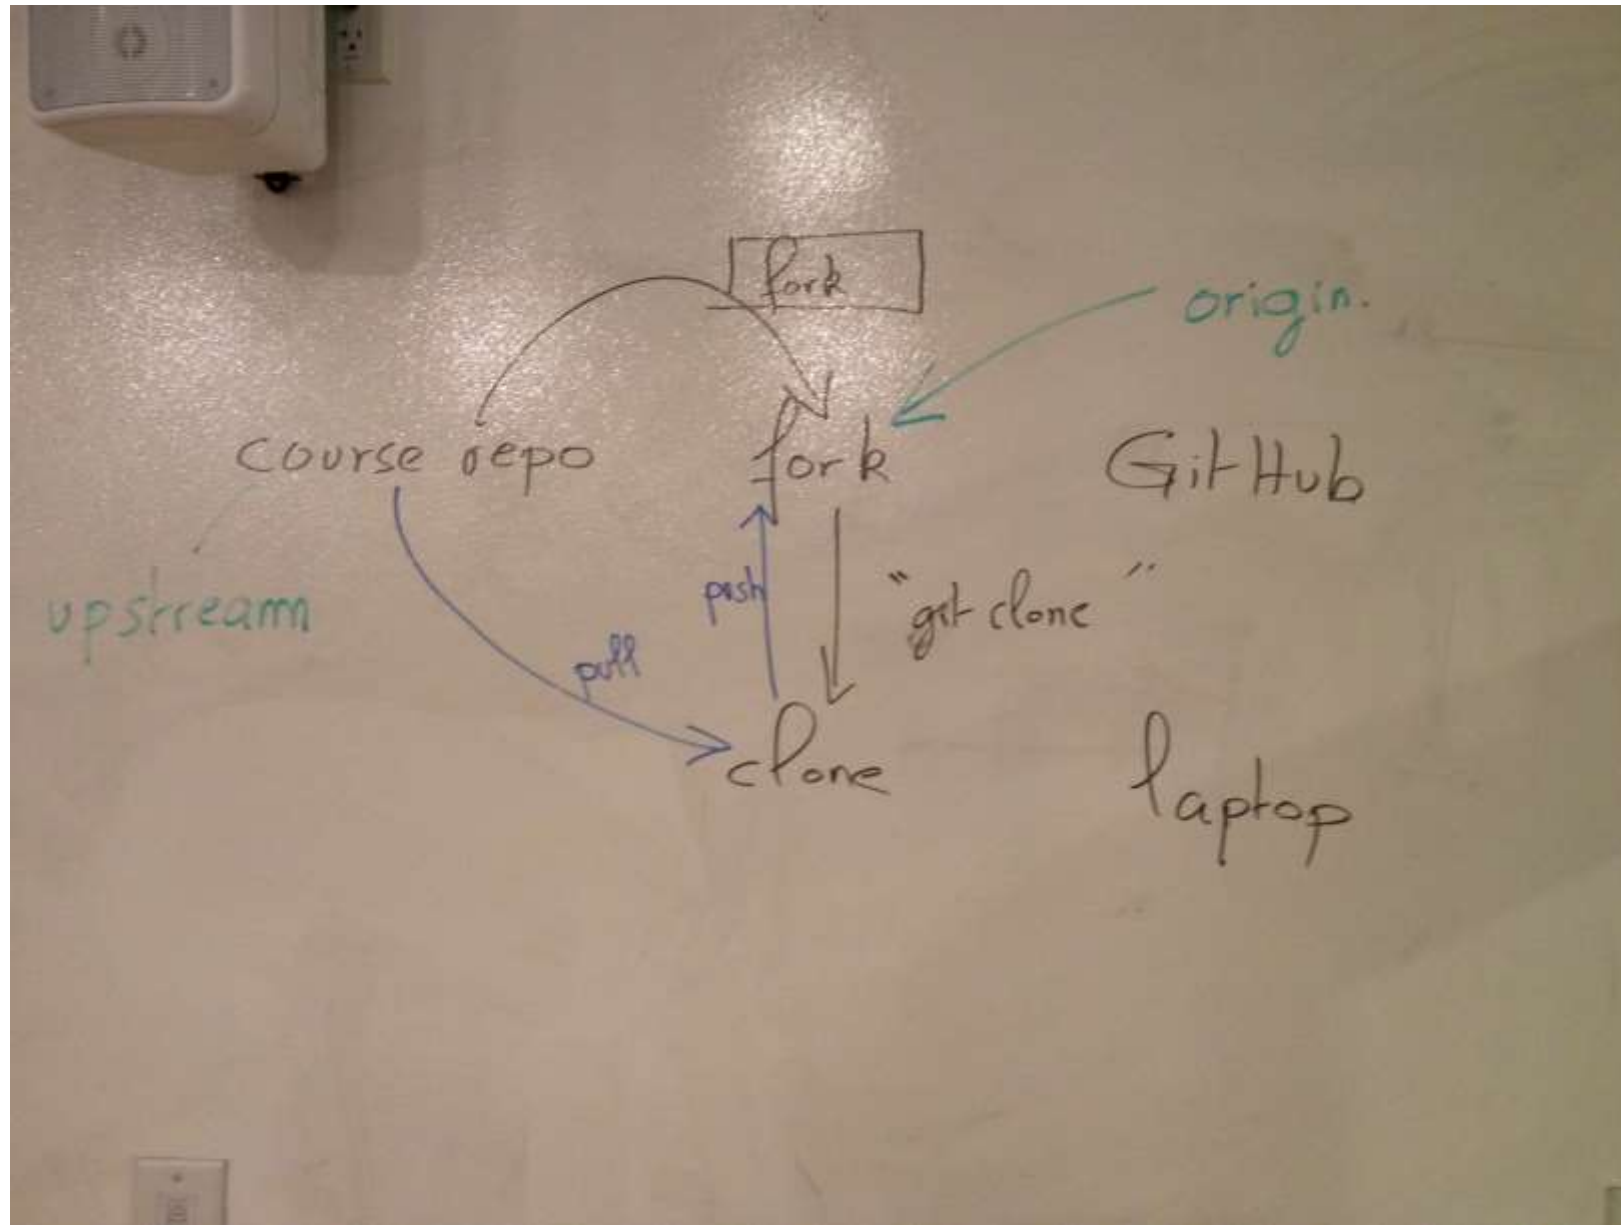 fork
origin.
course repo
fork
GitHub
upstream
push
"git clone"
pull
clone
laptop